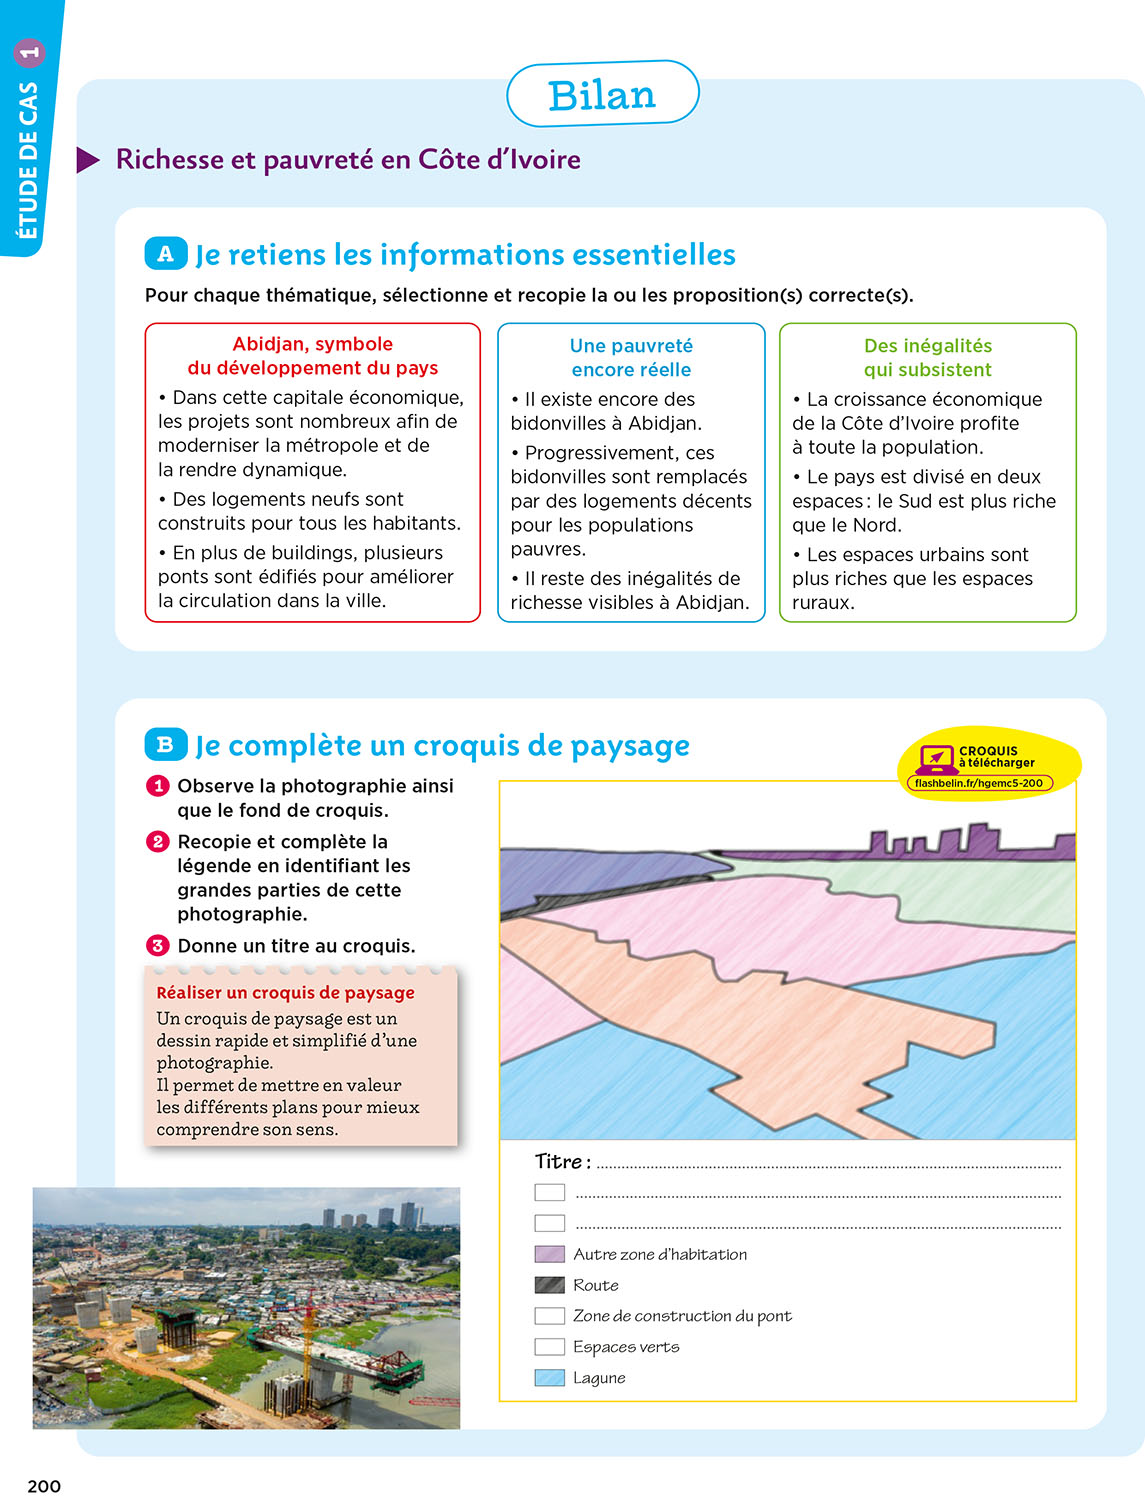 ÉTUDE DE CAS 1
Bilan
Richesse et pauvreté en Côte d'Ivoire
A Je retiens les informations essentielles
Pour chaque thématique, sélectionne et recopie la ou les proposition(s) correcte(s).
Abidjan, symbole
du développement du pays
• Dans cette capitale économique,
les projets sont nombreux afin de
moderniser la métropole et de
la rendre dynamique.
• Des logements neufs sont
construits pour tous les habitants.
• En plus de buildings, plusieurs
ponts sont édifiés pour améliorer
la circulation dans la ville.
Une pauvreté
encore réelle
• Il existe encore des
bidonvilles à Abidjan.
• Progressivement, ces
bidonvilles sont remplacés
par des logements décents
pour les populations
pauvres.
• Il reste des inégalités de
richesse visibles à Abidjan.
Des inégalités
qui subsistent
• La croissance économique
de la Côte d'Ivoire profite
à toute la population.
• Le pays est divisé en deux
espaces : le Sud est plus riche
que le Nord.
• Les espaces urbains sont
plus riches que les espaces
ruraux.
B Je complète un croquis de paysage
1 Observe la photographie ainsi
que le fond de croquis.
2 Recopie et complète la
légende en identifiant les
grandes parties de cette
photographie.
3 Donne un titre au croquis.
Réaliser un croquis de paysage
Un croquis de paysage est un
dessin rapide et simplifié d'une
photographie.
Il permet de mettre en valeur
les différents plans pour mieux
comprendre son sens.
CROQUIS
à télécharger
flashbelin.fr/hgemc5-200
Titre :
Autre zone d'habitation
Route
Zone de construction du pont
Espaces verts
Lagune
200